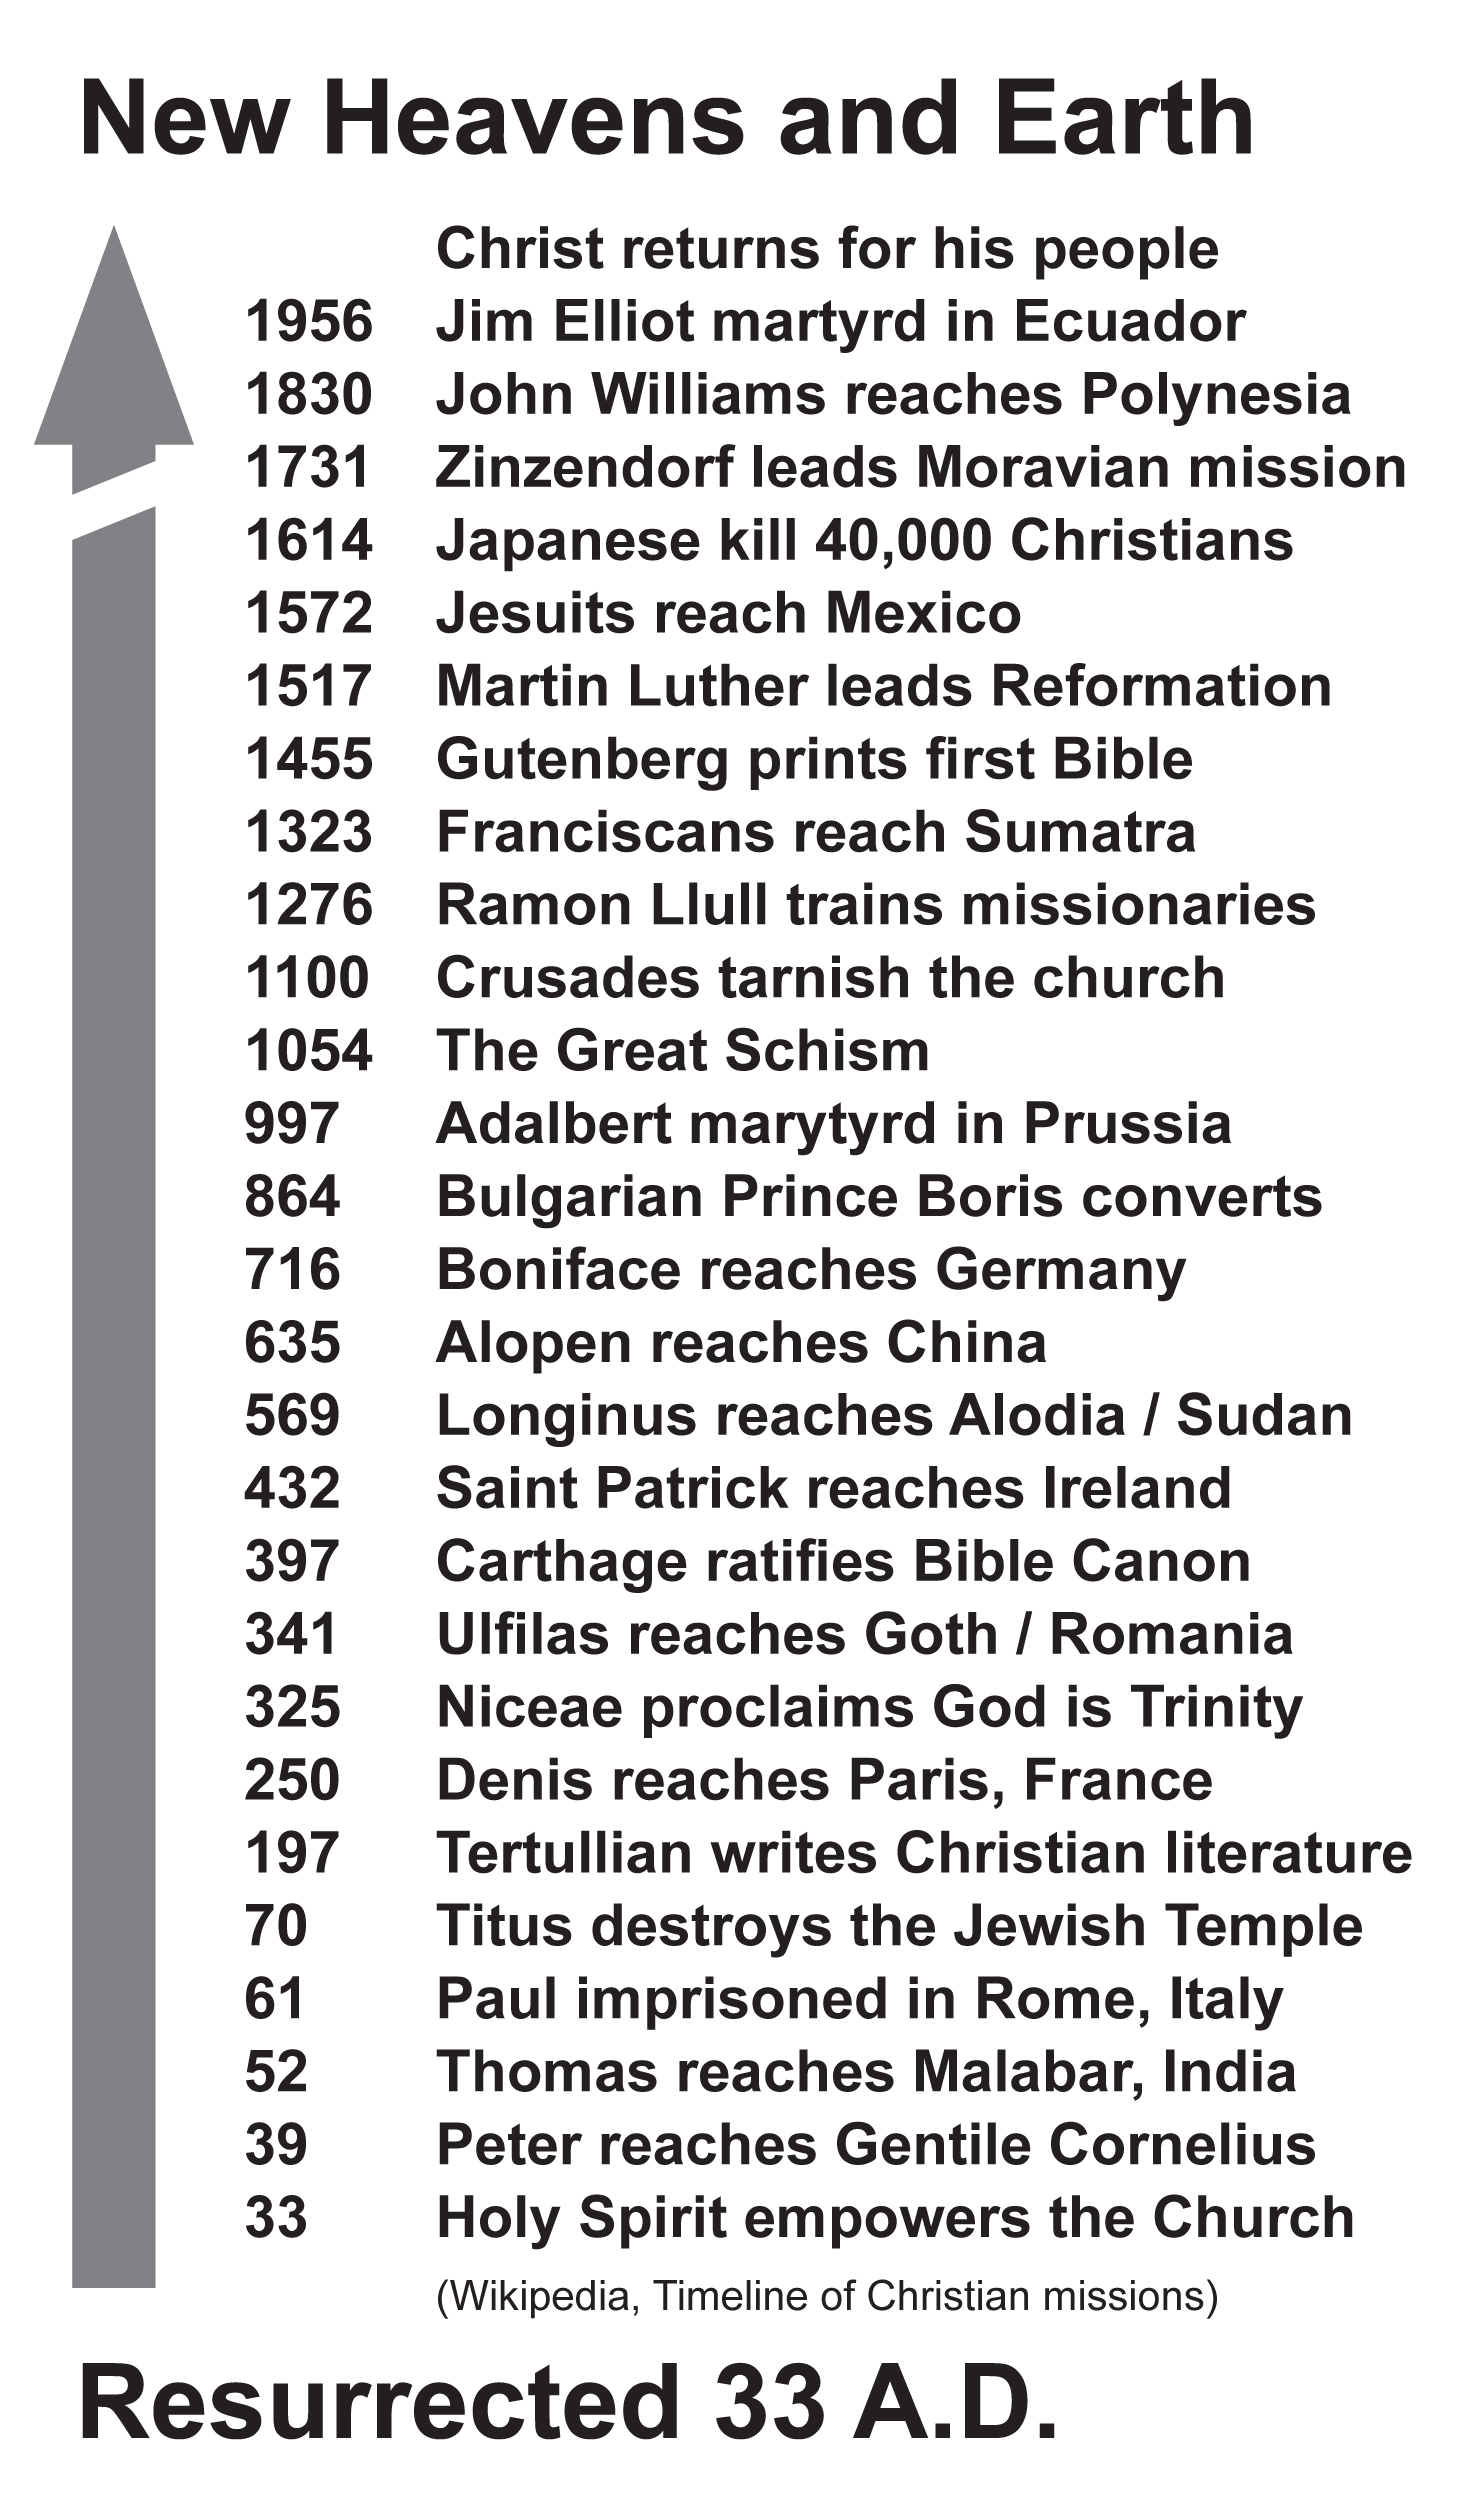 New Heavens and Earth
Christ returns for his people
1956 Jim Elliot martyrd in Ecuador
1830 John Williams reaches Polynesia
1731 Zinzendorf leads Moravian mission
1614 Japanese kill 40,000 Christians
1572 Jesuits reach Mexico
1517 Martin Luther leads Reformation
1455 Gutenberg prints first Bible
1323 Franciscans reach Sumatra
1276 Ramon Llull trains missionaries
1100 Crusades tarnish the church
1054 The Great Schism
997 Adalbert marytyrd in Prussia
864 Bulgarian Prince Boris converts
716 Boniface reaches Germany
635 Alopen reaches China
569 Longinus reaches Alodia / Sudan
432 Saint Patrick reaches Ireland
397 Carthage ratifies Bible Canon
341 Ulfilas reaches Goth / Romania
325 Niceae proclaims God is Trinity
250 Denis reaches Paris, France
197 Tertullian writes Christian literature
70 Titus destroys the Jewish Temple
61 Paul imprisoned in Rome, Italy
52 Thomas reaches Malabar, India
39 Peter reaches Gentile Cornelius
33 Holy Spirit empowers the Church
(Wikipedia, Timeline of Christian missions)
Resurrected 33 A.D.